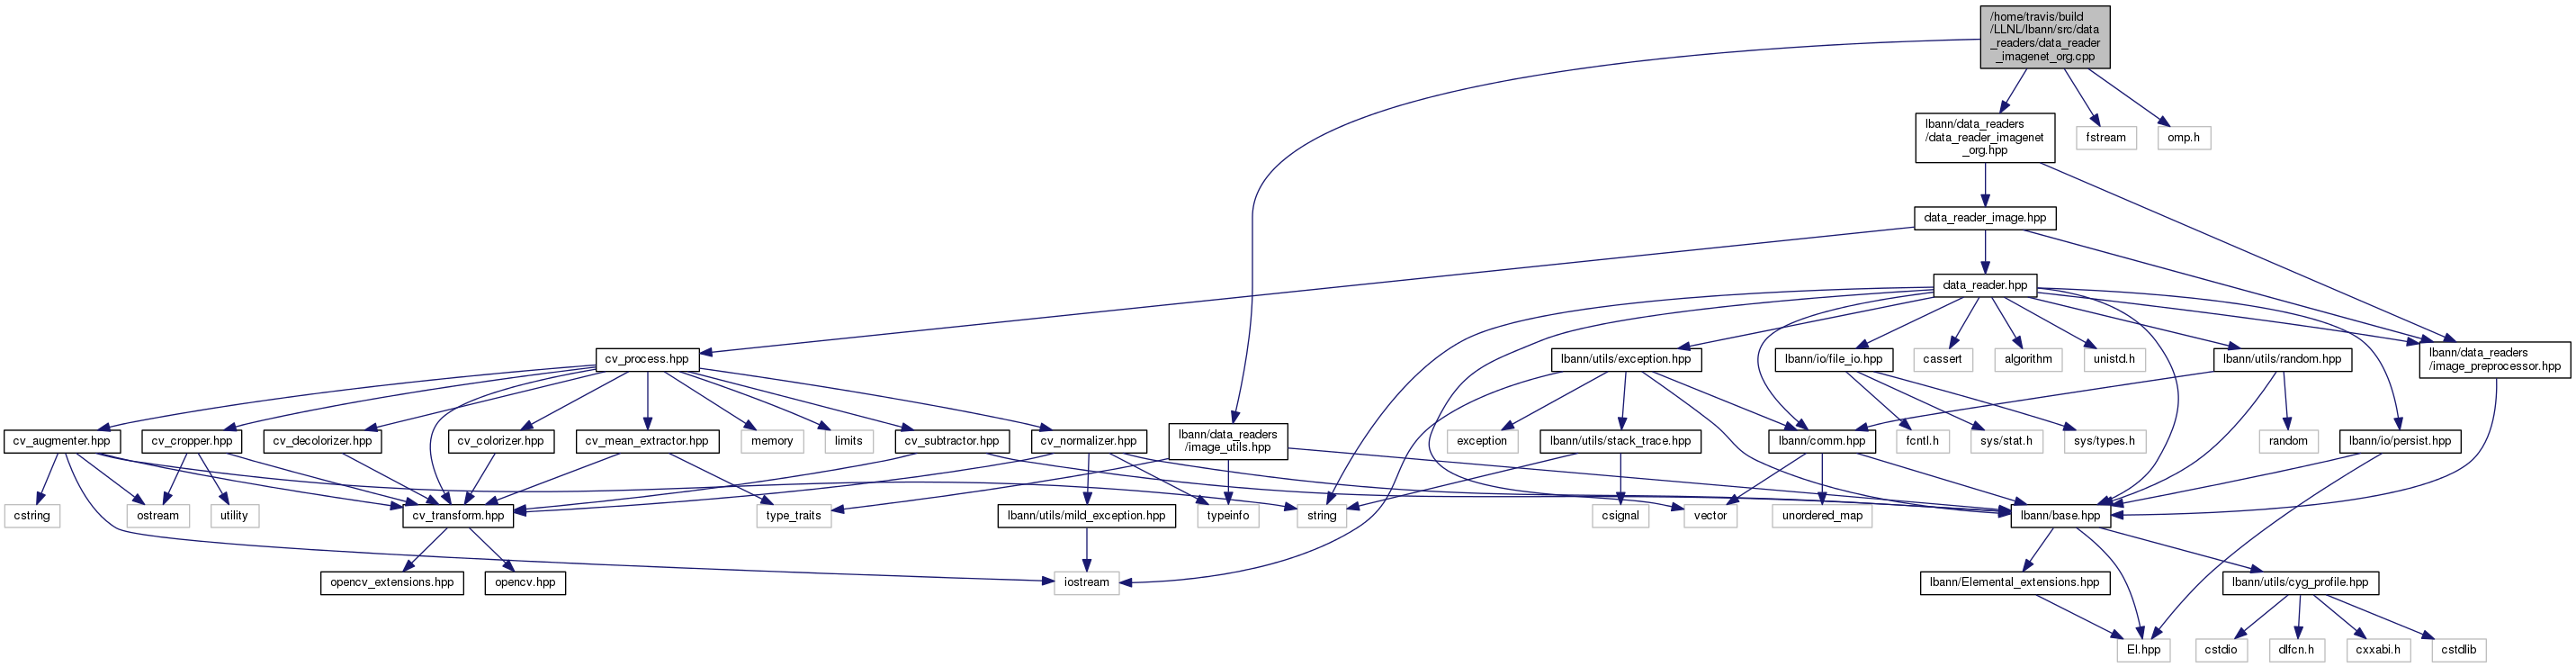 /home/travis/build
/LLNL/lbann/src/data
_readers/data_reader
_imagenet_org.cpp
lbann/data_readers
/data_reader_imagenet
_org.hpp
fstream
omp.h
data_reader_image.hpp
data_reader.hpp
cv_process.hpp
lbann/utils/exception.hpp
lbann/io/file_io.hpp
cassert
algorithm
unistd.h
lbann/utils/random.hpp
lbann/data_readers
/image_preprocessor.hpp
cv_augmenter.hpp
cv_cropper.hpp
cv_decolorizer.hpp
cv_colorizer.hpp
cv_mean_extractor.hpp
memory
limits
cv_subtractor.hpp
cv_normalizer.hpp
lbann/data_readers
/image_utils.hpp
exception
lbann/utils/stack_trace.hpp
lbann/comm.hpp
fcntl.h
sys/stat.h
sys/types.h
random
lbann/io/persist.hpp
cstring
ostream
utility
cv_transform.hpp
type_traits
lbann/utils/mild_exception.hpp
typeinfo
string
csignal
vector
unordered_map
lbann/base.hpp
opencv_extensions.hpp
opencv.hpp
iostream
lbann/Elemental_extensions.hpp
lbann/utils/cyg_profile.hpp
El.hpp
cstdio
dlfcn.h
cxxabi.h
cstdlib